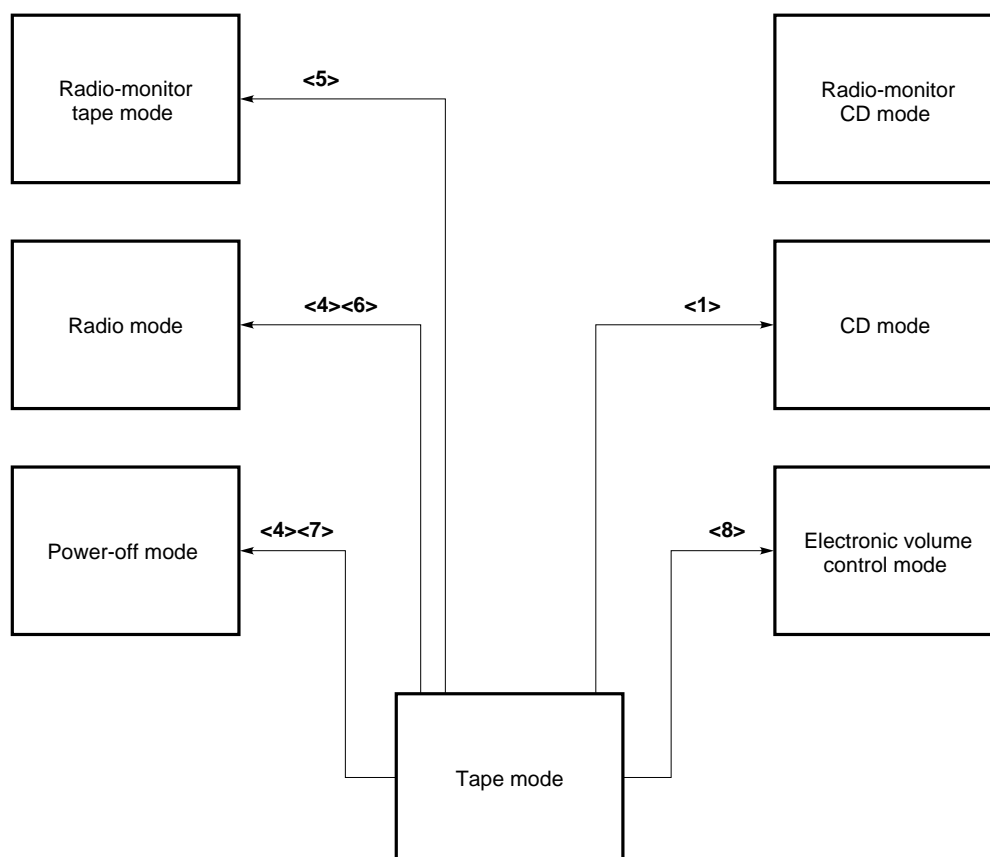 Radio-monitor
tape mode
<5>
Radio-monitor
CD mode
Radio mode
<4><6>
<1>
CD mode
Power-off mode
<4><7>
<8>
Electronic volume
control mode
Tape mode